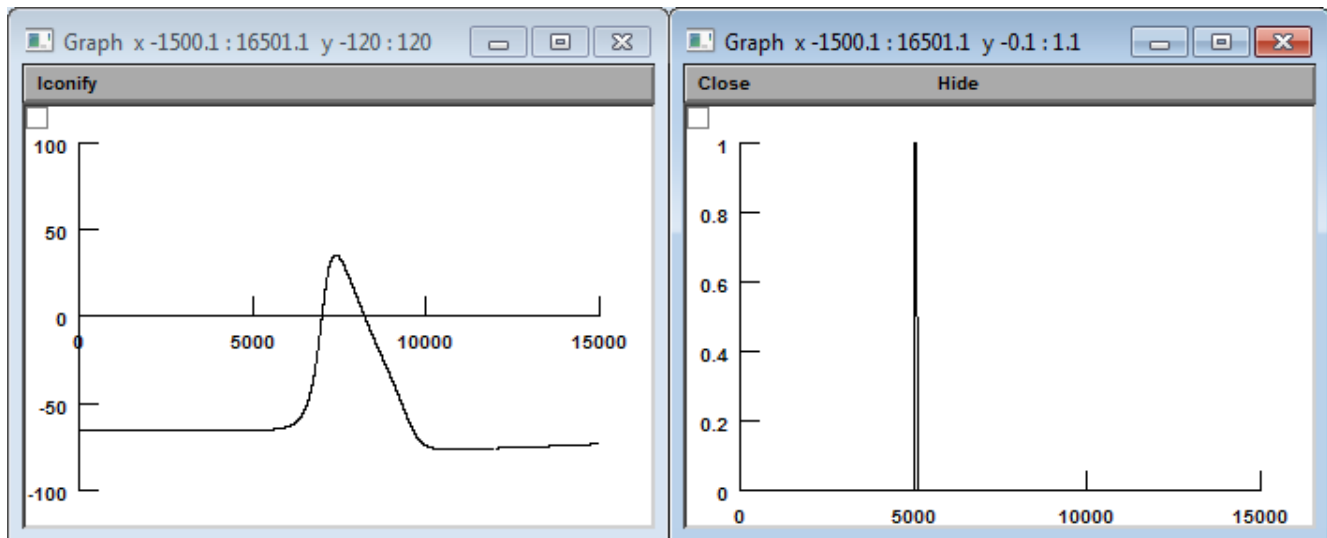 Graph x -1500.1 : 16501.1 y -120 : 120
Iconify
100
50
0
0 5000 10000 15000
-50
-100
Graph x -1500.1 : 16501.1 y -0.1 : 1.1
Close Hide
1
0.8
0.6
0.4
0.2
0
0 5000 10000 15000